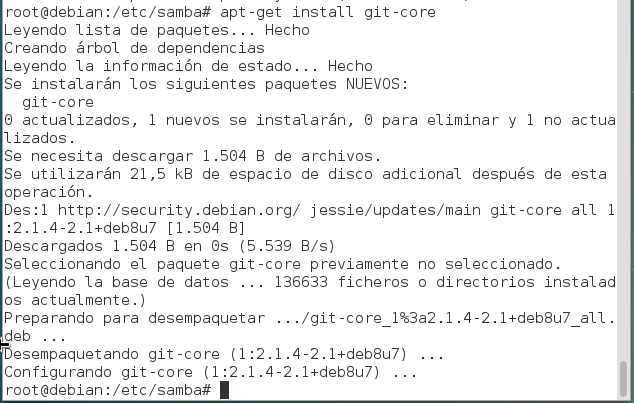 root@debian:/etc/samba# apt-get install git-core
Leyendo lista de paquetes... Hecho
Creando árbol de dependencias
Leyendo la información de estado... Hecho
Se instalarán los siguientes paquetes NUEVOS:
  git-core
0 actualizados, 1 nuevos se instalarán, 0 para eliminar y 1 no actua
lizados.
Se necesita descargar 1.504 B de archivos.
Se utilizarán 21,5 kB de espacio de disco adicional después de esta
operación.
Des:1 http://security.debian.org/ jessie/updates/main git-core all 1
:2.1.4-2.1+deb8u7 [1.504 B]
Descargados 1.504 B en 0s (5.539 B/s)
Seleccionando el paquete git-core previamente no seleccionado.
(Leyendo la base de datos ... 136633 ficheros o directorios instalad
os actualmente.)
Preparando para desempaquetar .../git-core_1%3a2.1.4-2.1+deb8u7_all.
deb ...
Desempaquetando git-core (1:2.1.4-2.1+deb8u7) ...
Configurando git-core (1:2.1.4-2.1+deb8u7) ...
root@debian:/etc/samba#